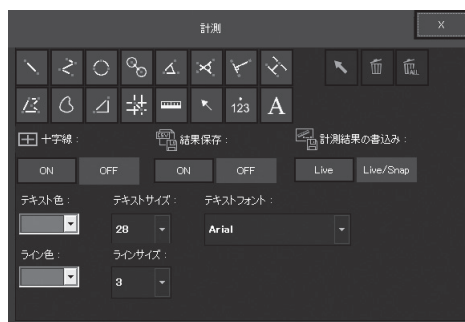 計測
X
ALL
123 A
十字線 : 結果保存 : 計測結果の書込み :
CSV
ON OFF ON OFF Live Live/Snap
テキスト色 : テキストサイズ : テキストフォント :
28 Arial
ライン色 : ラインサイズ :
3